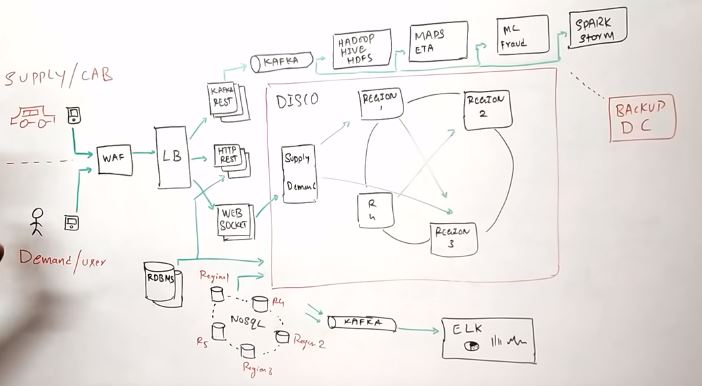 SUPPLY/CAB
KAFKA
REST
KAFKA
HADOOP
HIVE
HDFS
MAPS
ETA
ML
Fraud
SPARK
Storm
BACKUP
DC
DISCO
REGION
1
REGION
2
WAF
LB
HTTP
REST
WEB
SOCKET
Supply
Demand
R
4
REGION
3
Demand/user
RDBMS
Region1
R4
NOSQL
R5
Region 2
Region3
KAFKA
ELK